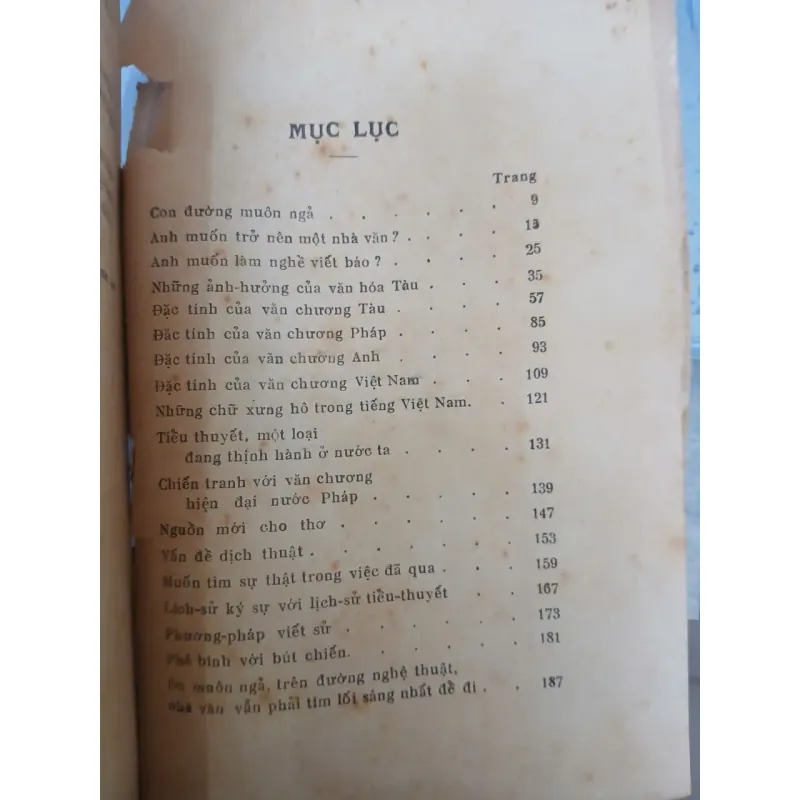 MỤC LỤC
Trang
Con đường muôn ngả . . . . . . 9
Anh muốn trở nên một nhà văn ? . . . . 15
Anh muốn làm nghề viết báo ? . . . . 25
Những ảnh-hưởng của văn hóa Tàu . . . 35
Đặc tính của văn chương Tàu . . . . 57
Đặc tính của văn chương Pháp . . . . 85
Đặc tính của văn chương Anh . . . . 93
Đặc tính của văn chương Việt Nam . . . 109
Những chữ xưng hô trong tiếng Việt Nam. . 121
Tiểu thuyết, một loại
đang thịnh hành ở nước ta . . . . 131
Chiến tranh với văn chương
hiện đại nước Pháp . . . . . 139
Nguồn mới cho thơ . . . . . . 147
Vấn đề dịch thuật . . . . . . 153
Muốn tìm sự thật trong việc đã qua . . . 159
Lịch-sử ký sự với lịch-sử tiểu-thuyết . . 167
Phương-pháp viết sử . . . . . 173
Phê bình với bút chiến. . . . . 181
muôn ngả, trên đường nghệ thuật,
nhà văn vẫn phải tìm lối sáng nhất để đi . . 187